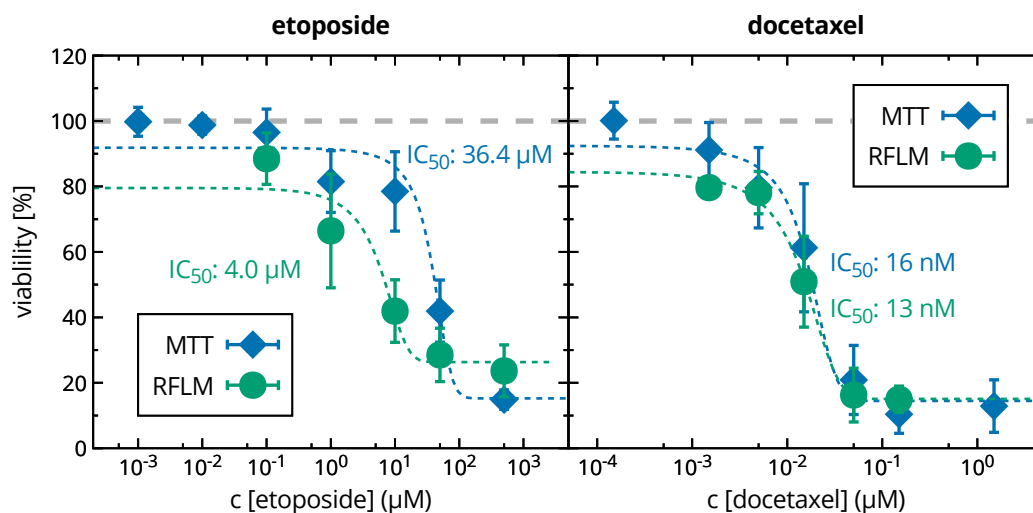 etoposide
docetaxel
viablility [%]
120
100
80
60
40
20
0
IC50: 36.4 µM
IC50: 4.0 µM
MTT
RFLM
MTT
RFLM
IC50: 16 nM
IC50: 13 nM
10-3 10-2 10-1 100 101 102 103
10-4 10-3 10-2 10-1 100
c [etoposide] (µM)
c [docetaxel] (µM)